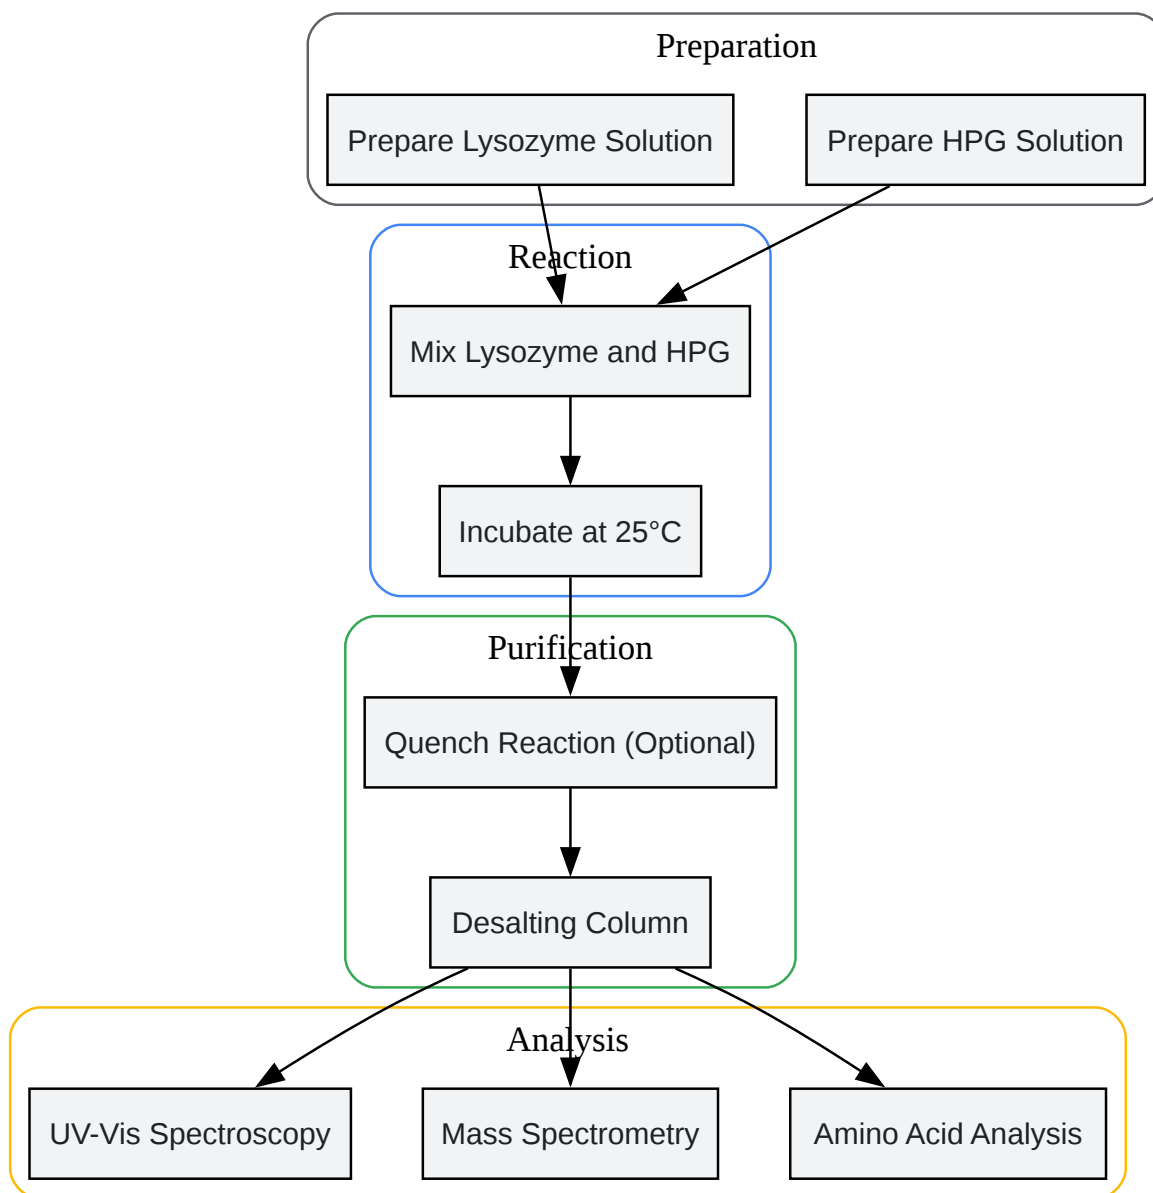 Preparation
Prepare Lysozyme Solution
Prepare HPG Solution
Reaction
Mix Lysozyme and HPG
Incubate at 25°C
Purification
Quench Reaction (Optional)
Desalting Column
Analysis
UV-Vis Spectroscopy
Mass Spectrometry
Amino Acid Analysis